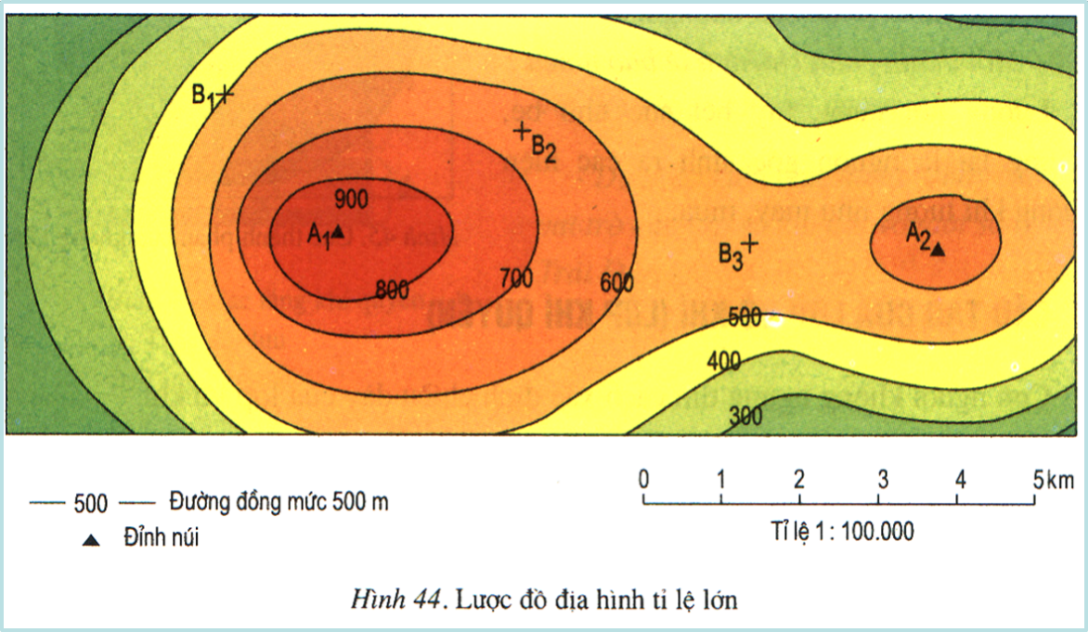 B1
B2
900
A1
A2
B3
800
700
600
500
400
300
500 Đường đồng mức 500 m
Đỉnh núi
0 1 2 3 4 5km
Tỉ lệ 1 : 100.000
Hình 44. Lược đồ địa hình tỉ lệ lớn